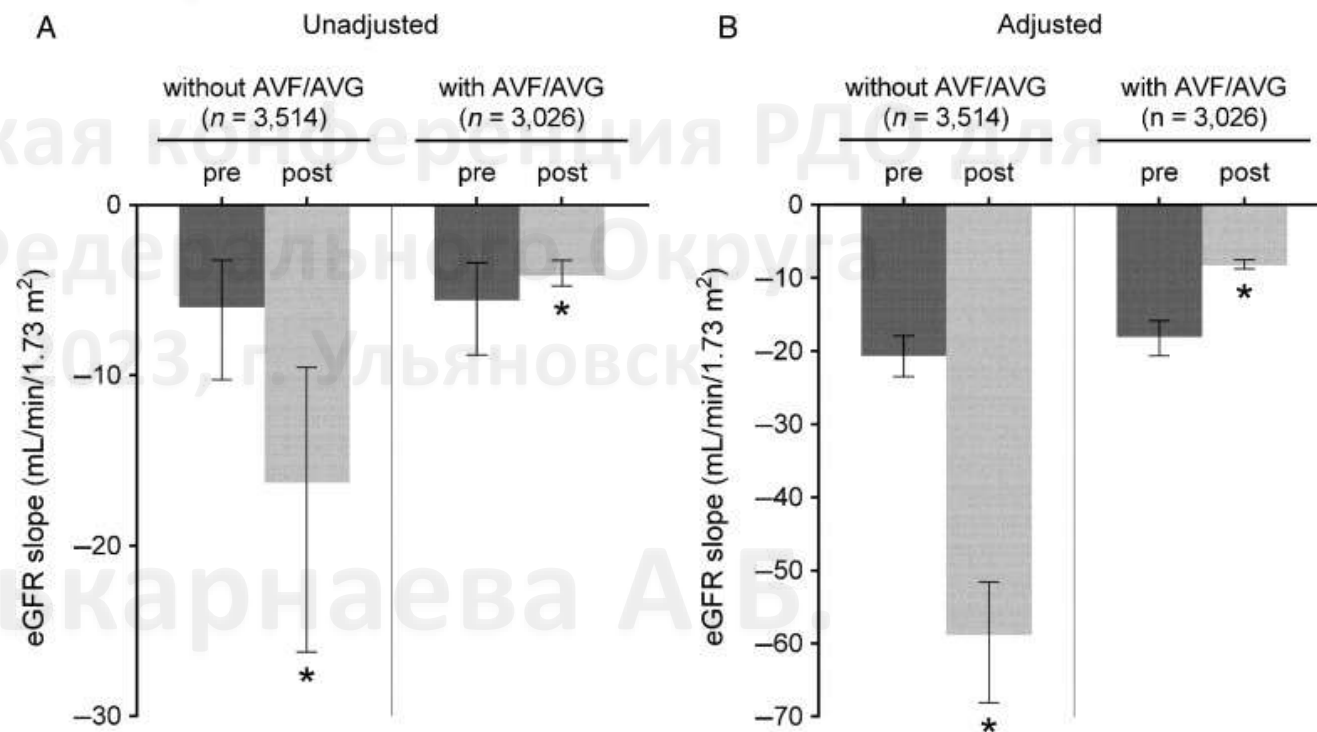 A
Unadjusted
without AVF/AVG
(n = 3,514)
with AVF/AVG
(n = 3,026)
pre
post
pre
post
0
–10
–20
–30
eGFR slope (mL/min/1.73 m²)
*
*
B
Adjusted
without AVF/AVG
(n = 3,514)
with AVF/AVG
(n = 3,026)
pre
post
pre
post
0
–10
–20
–30
–40
–50
–60
–70
eGFR slope (mL/min/1.73 m²)
*
*
кая конференция РДО для
Федерального Округа
2023, г. Ульяновск
карнаева А.Б.